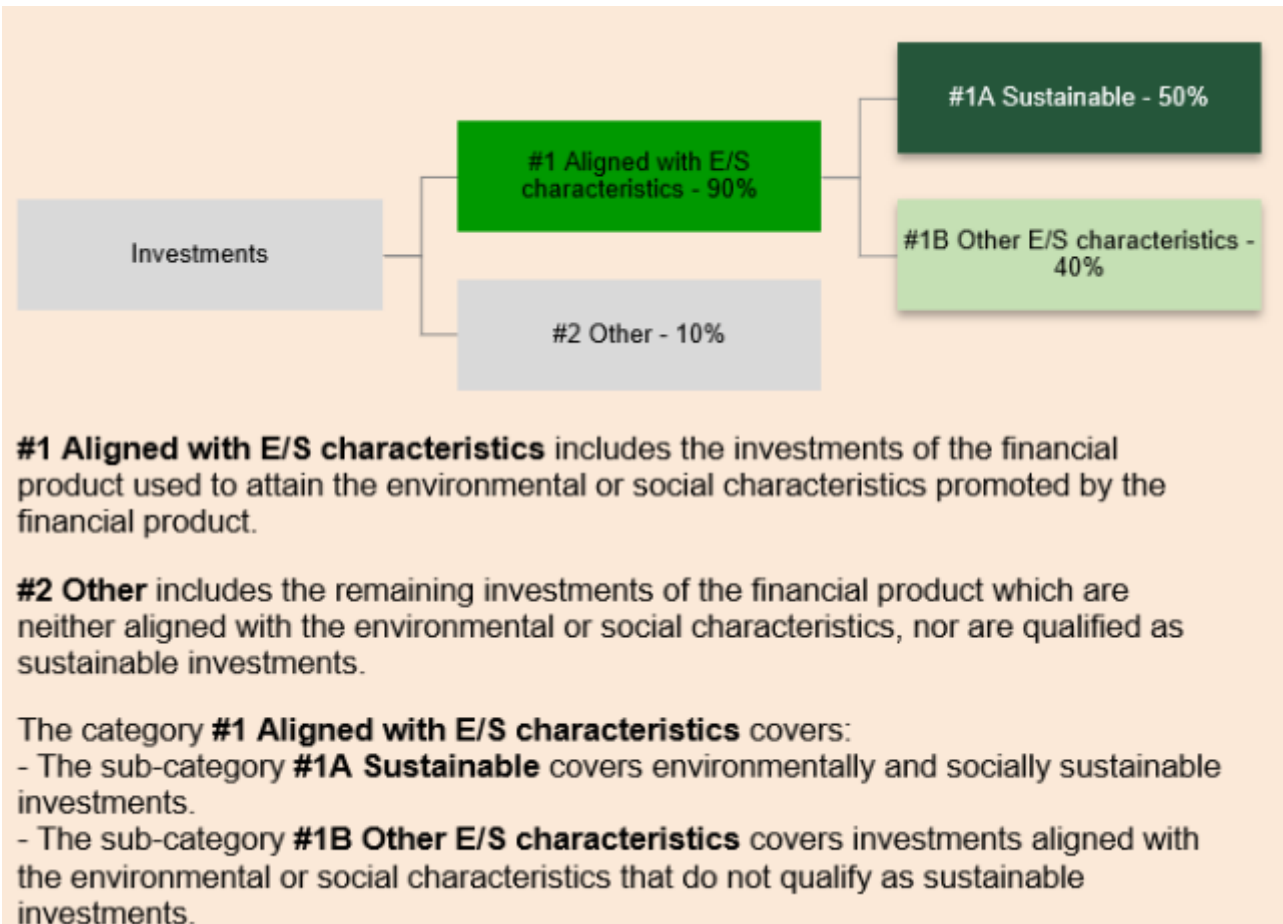 #1A Sustainable - 50%
#1 Aligned with E/S
characteristics - 90%
Investments
#1B Other E/S characteristics -
40%
#2 Other - 10%
#1 Aligned with E/S characteristics includes the investments of the financial
product used to attain the environmental or social characteristics promoted by the
financial product.
#2 Other includes the remaining investments of the financial product which are
neither aligned with the environmental or social characteristics, nor are qualified as
sustainable investments.
The category #1 Aligned with E/S characteristics covers:
- The sub-category #1A Sustainable covers environmentally and socially sustainable
investments.
- The sub-category #1B Other E/S characteristics covers investments aligned with
the environmental or social characteristics that do not qualify as sustainable
investments.